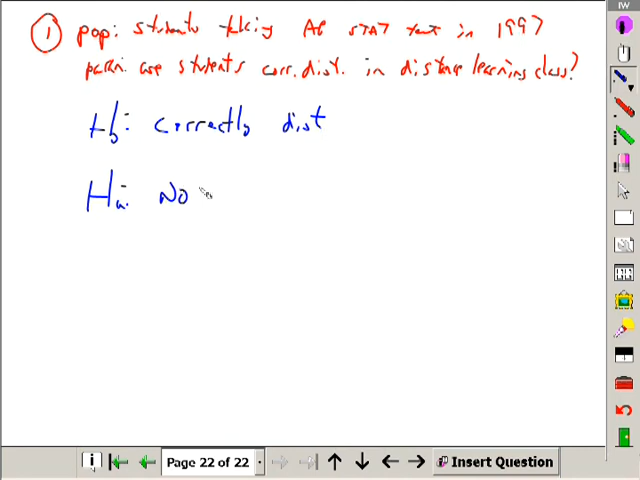 ① pop: students taking AP STAT test in 1997
param. are students corr. dist. in distance learning class?
H₀: correctly dist
Hₐ: No
IW
Page 22 of 22
Insert Question